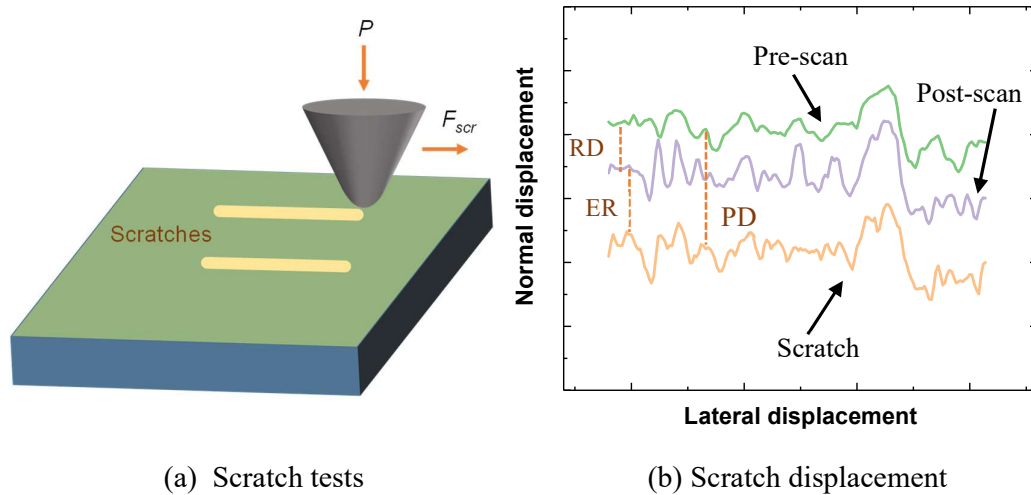 P
F_scr
Scratches
Normal displacement
Pre-scan
Post-scan
RD
ER
PD
Scratch
Lateral displacement
(a) Scratch tests
(b) Scratch displacement